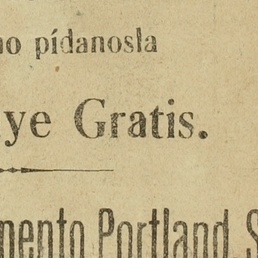 no pídanosla
ye Gratis.
mento Portland S